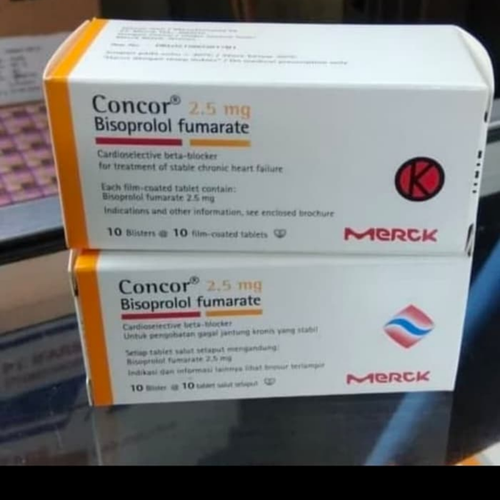 Concor® 2.5 mg
Bisoprolol fumarate
Cardioselective beta-blocker
for treatment of stable chronic heart failure
Each film-coated tablet contain:
Bisoprolol fumarate 2.5 mg
Indications and other information, see enclosed brochure
10 Blisters @ 10 film-coated tablets
K
MERCK
Concor® 2.5 mg
Bisoprolol fumarate
Cardioselective beta-blocker
Untuk pengobatan gagal jantung kronis yang stabil
Setiap tablet salut selaput mengandung:
Bisoprolol fumarate 2,5 mg
Indikasi dan informasi lainnya lihat brosur terlampir
10 Blister @ 10 tablet salut selaput
MERCK